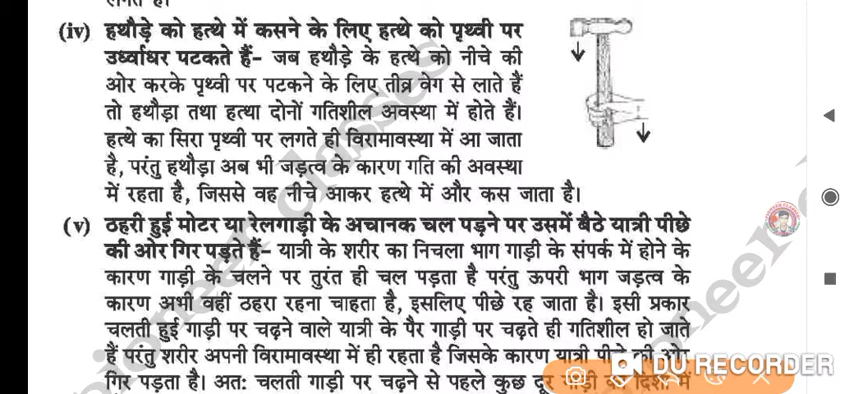 (iv) हथौड़े को हत्थे में कसने के लिए हत्थे को पृथ्वी पर
उर्ध्वाधर पटकते हैं- जब हथौड़े के हत्थे को नीचे की
ओर करके पृथ्वी पर पटकने के लिए तीव्र वेग से लाते हैं
तो हथौड़ा तथा हत्था दोनों गतिशील अवस्था में होते हैं।
हत्थे का सिरा पृथ्वी पर लगते ही विरामावस्था में आ जाता
है, परंतु हथौड़ा अब भी जड़त्व के कारण गति की अवस्था
में रहता है, जिससे वह नीचे आकर हत्थे में और कस जाता है।
(v) ठहरी हुई मोटर या रेलगाड़ी के अचानक चल पड़ने पर उसमें बैठे यात्री पीछे
की ओर गिर पड़ते हैं- यात्री के शरीर का निचला भाग गाड़ी के संपर्क में होने के
कारण गाड़ी के चलने पर तुरंत ही चल पड़ता है परंतु ऊपरी भाग जड़त्व के
कारण अभी वहीं ठहरा रहना चाहता है, इसलिए पीछे रह जाता है। इसी प्रकार
चलती हुई गाड़ी पर चढ़ने वाले यात्री के पैर गाड़ी पर चढ़ते ही गतिशील हो जाते
हैं परंतु शरीर अपनी विरामावस्था में ही रहता है जिसके कारण यात्री पीछे की ओर
गिर पड़ता है। अतः चलती गाड़ी पर चढ़ने से पहले कुछ दूर गाड़ी की दिशा में
DU RECORDER
pioneer classes